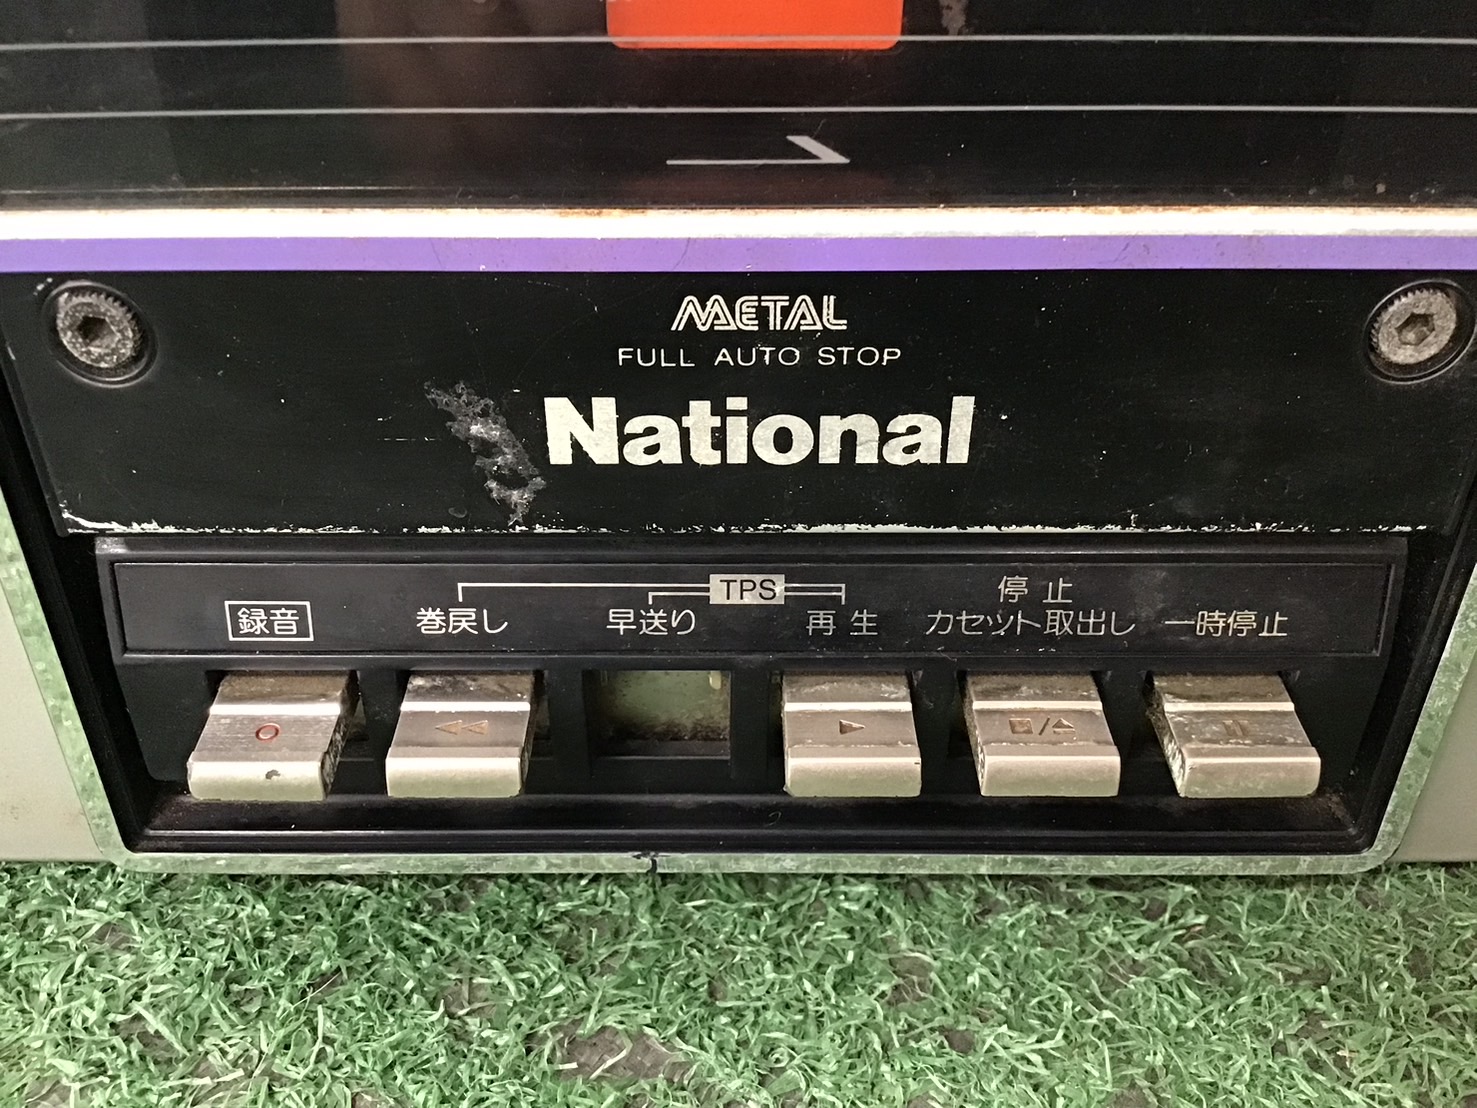 METAL
FULL AUTO STOP
National
TPS
停止
録音 巻戻し 早送り 再生 カセット取出し 一時停止